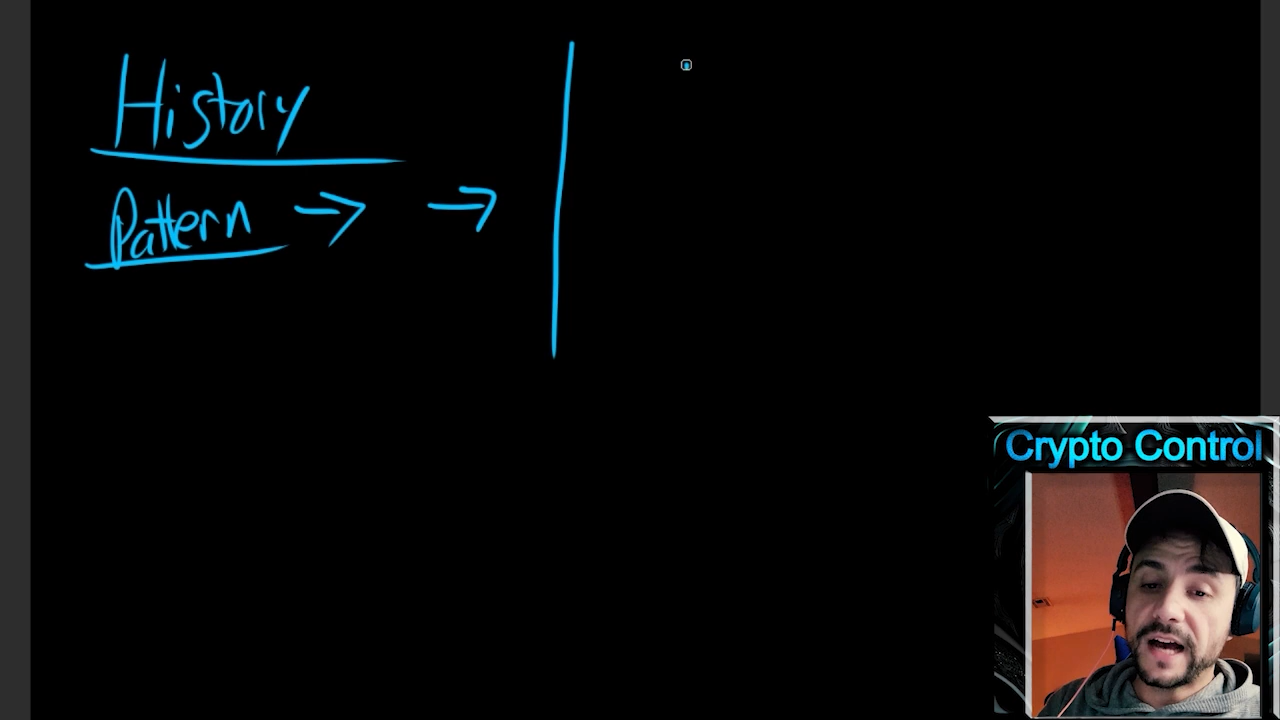 History
Pattern → →
Crypto Control